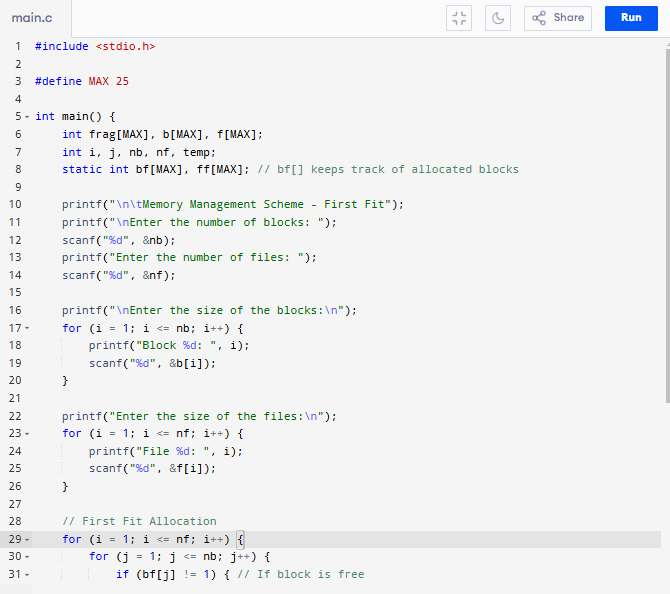 main.c
Share
Run
1 #include <stdio.h>
2
3 #define MAX 25
4
5 int main() {
6     int frag[MAX], b[MAX], f[MAX];
7     int i, j, nb, nf, temp;
8     static int bf[MAX], ff[MAX]; // bf[] keeps track of allocated blocks
9
10     printf("\n\tMemory Management Scheme - First Fit");
11     printf("\nEnter the number of blocks: ");
12     scanf("%d", &nb);
13     printf("Enter the number of files: ");
14     scanf("%d", &nf);
15
16     printf("\nEnter the size of the blocks:\n");
17     for (i = 1; i <= nb; i++) {
18         printf("Block %d: ", i);
19         scanf("%d", &b[i]);
20     }
21
22     printf("Enter the size of the files:\n");
23     for (i = 1; i <= nf; i++) {
24         printf("File %d: ", i);
25         scanf("%d", &f[i]);
26     }
27
28     // First Fit Allocation
29     for (i = 1; i <= nf; i++) {
30         for (j = 1; j <= nb; j++) {
31             if (bf[j] != 1) { // If block is free